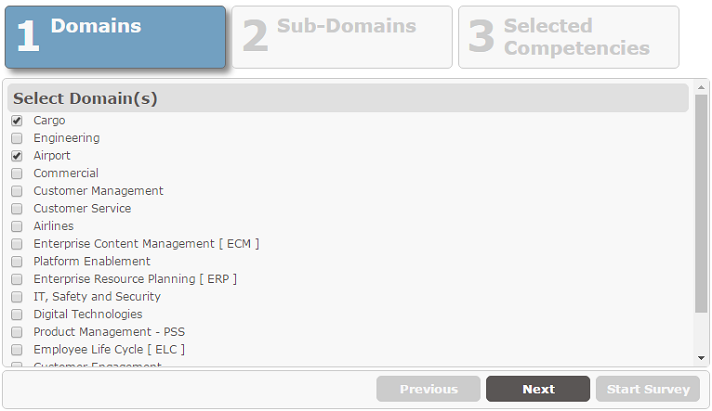 1 Domains
2 Sub-Domains
3 Selected
Competencies
Select Domain(s)
Cargo
Engineering
Airport
Commercial
Customer Management
Customer Service
Airlines
Enterprise Content Management [ ECM ]
Platform Enablement
Enterprise Resource Planning [ ERP ]
IT, Safety and Security
Digital Technologies
Product Management - PSS
Employee Life Cycle [ ELC ]
Customer Engagement
Previous
Next
Start Survey